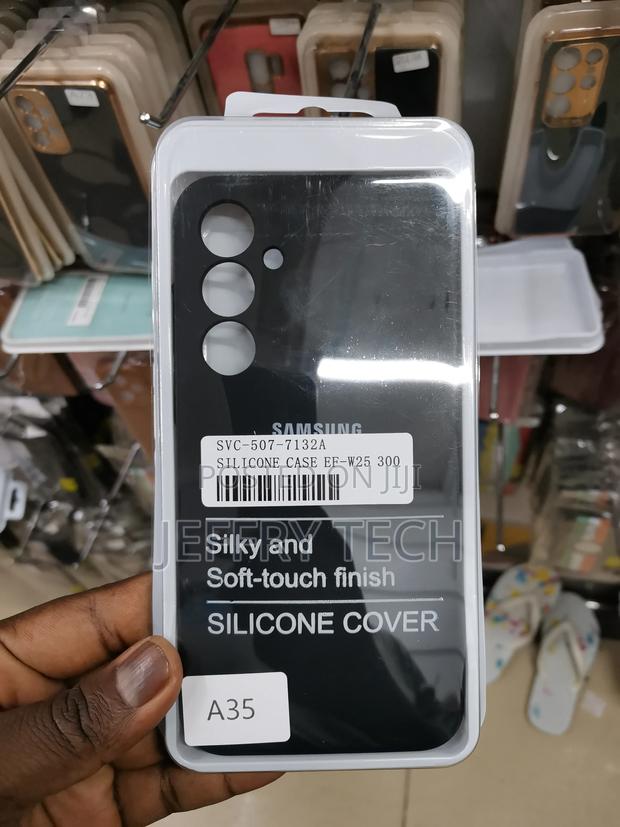 SAMSUNG
SVC-507-7132A
SILICONE CASE EF-W25 300
POSTED ON JIJI
JEFFRY TECH
Silky and
Soft-touch finish
SILICONE COVER
A35